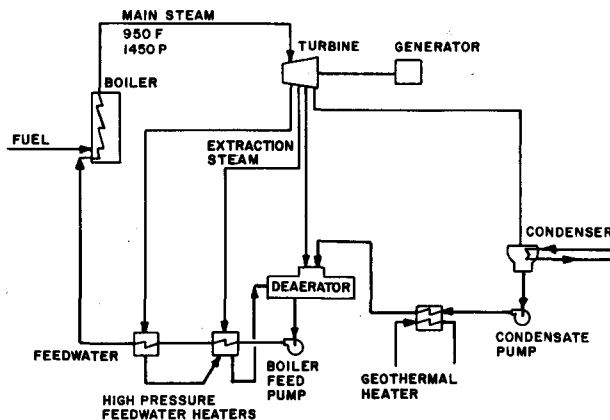 MAIN STEAM
950 F
1450 P
BOILER
FUEL
TURBINE
GENERATOR
EXTRACTION
STEAM
CONDENSER
DEAERATOR
FEEDWATER
BOILER
FEED
PUMP
HIGH PRESSURE
FEEDWATER HEATERS
GEOTHERMAL
HEATER
CONDENSATE
PUMP